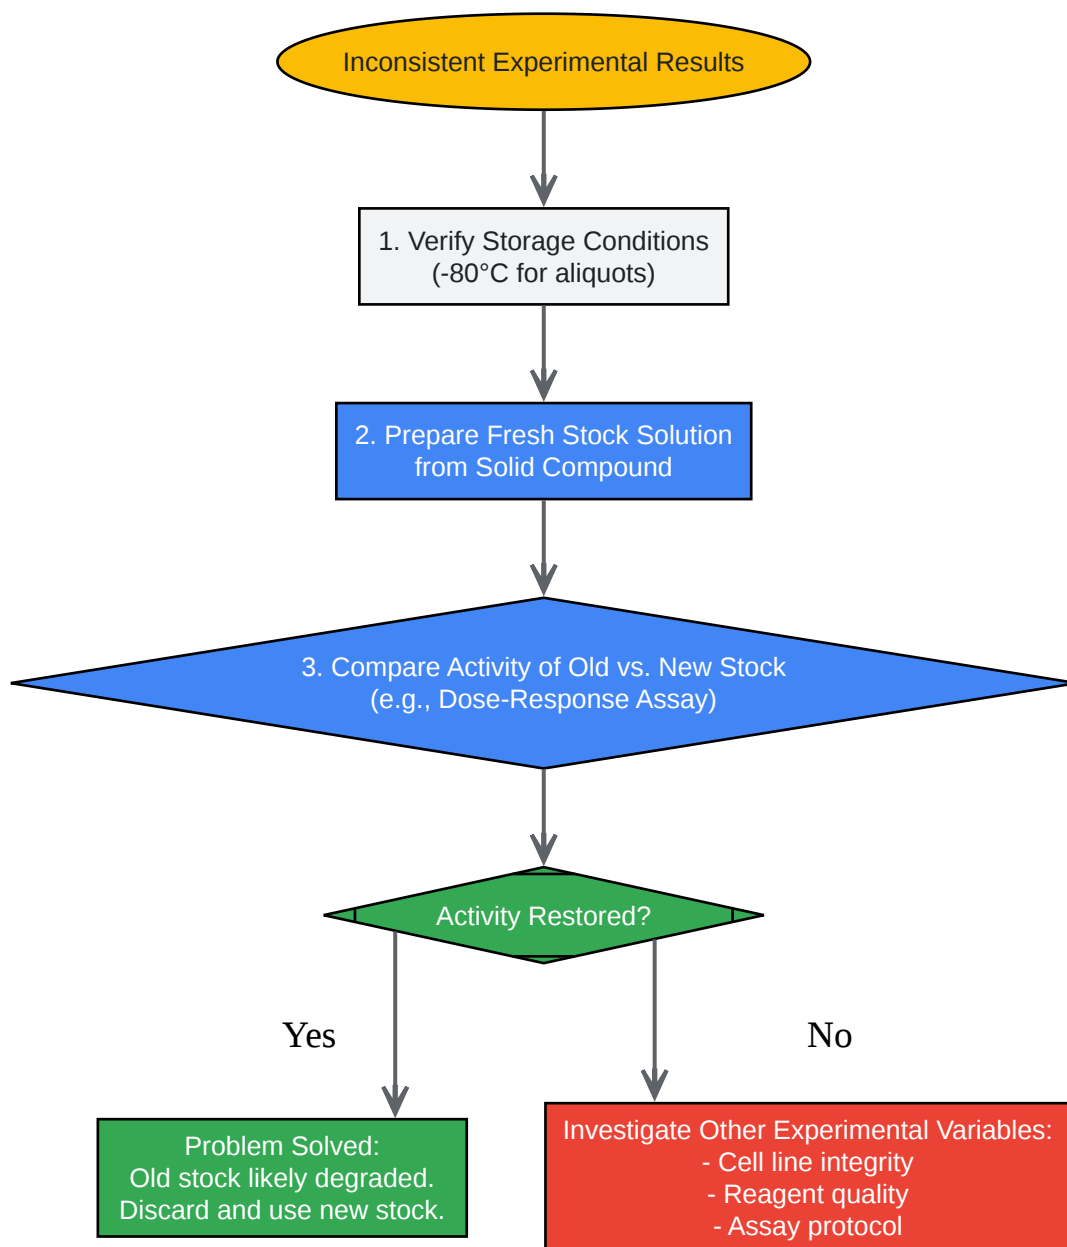 Inconsistent Experimental Results
1. Verify Storage Conditions
(-80°C for aliquots)
2. Prepare Fresh Stock Solution
from Solid Compound
3. Compare Activity of Old vs. New Stock
(e.g., Dose-Response Assay)
Activity Restored?
Yes
No
Problem Solved:
Old stock likely degraded.
Discard and use new stock.
Investigate Other Experimental Variables:
- Cell line integrity
- Reagent quality
- Assay protocol